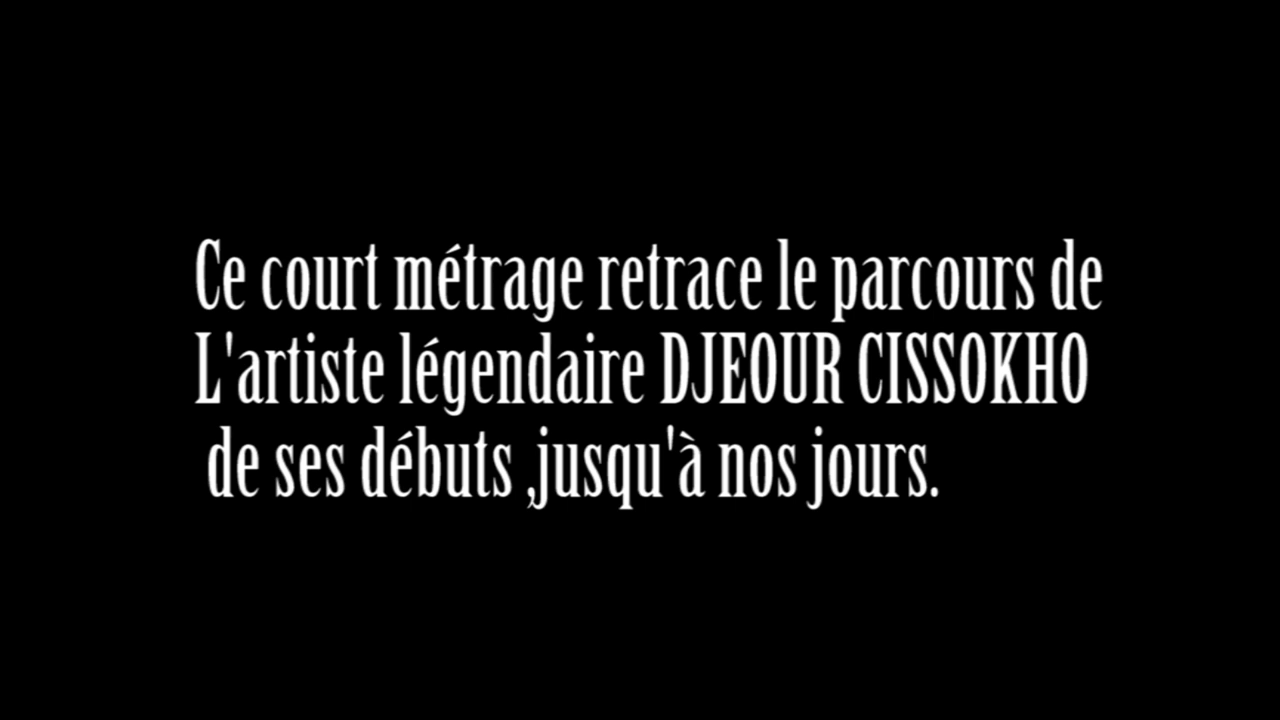 Ce court métrage retrace le parcours de
L'artiste légendaire DJEOUR CISSOKHO
de ses débuts ,jusqu'à nos jours.